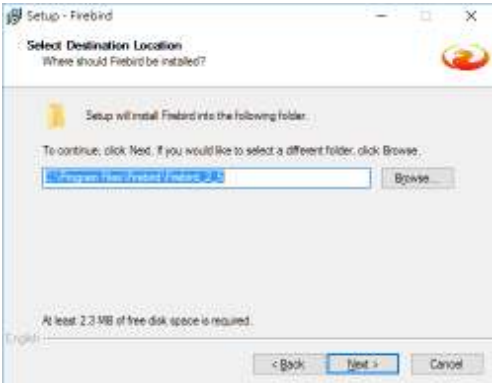 Setup - Firebird
Select Destination Location
Where should Firebird be installed?
Setup will install Firebird into the following folder.
To continue, click Next. If you would like to select a different folder, click Browse.
C:\Program Files\Firebird\Firebird_2_5
Browse...
At least 2.3 MB of free disk space is required.
English
< Back
Next >
Cancel